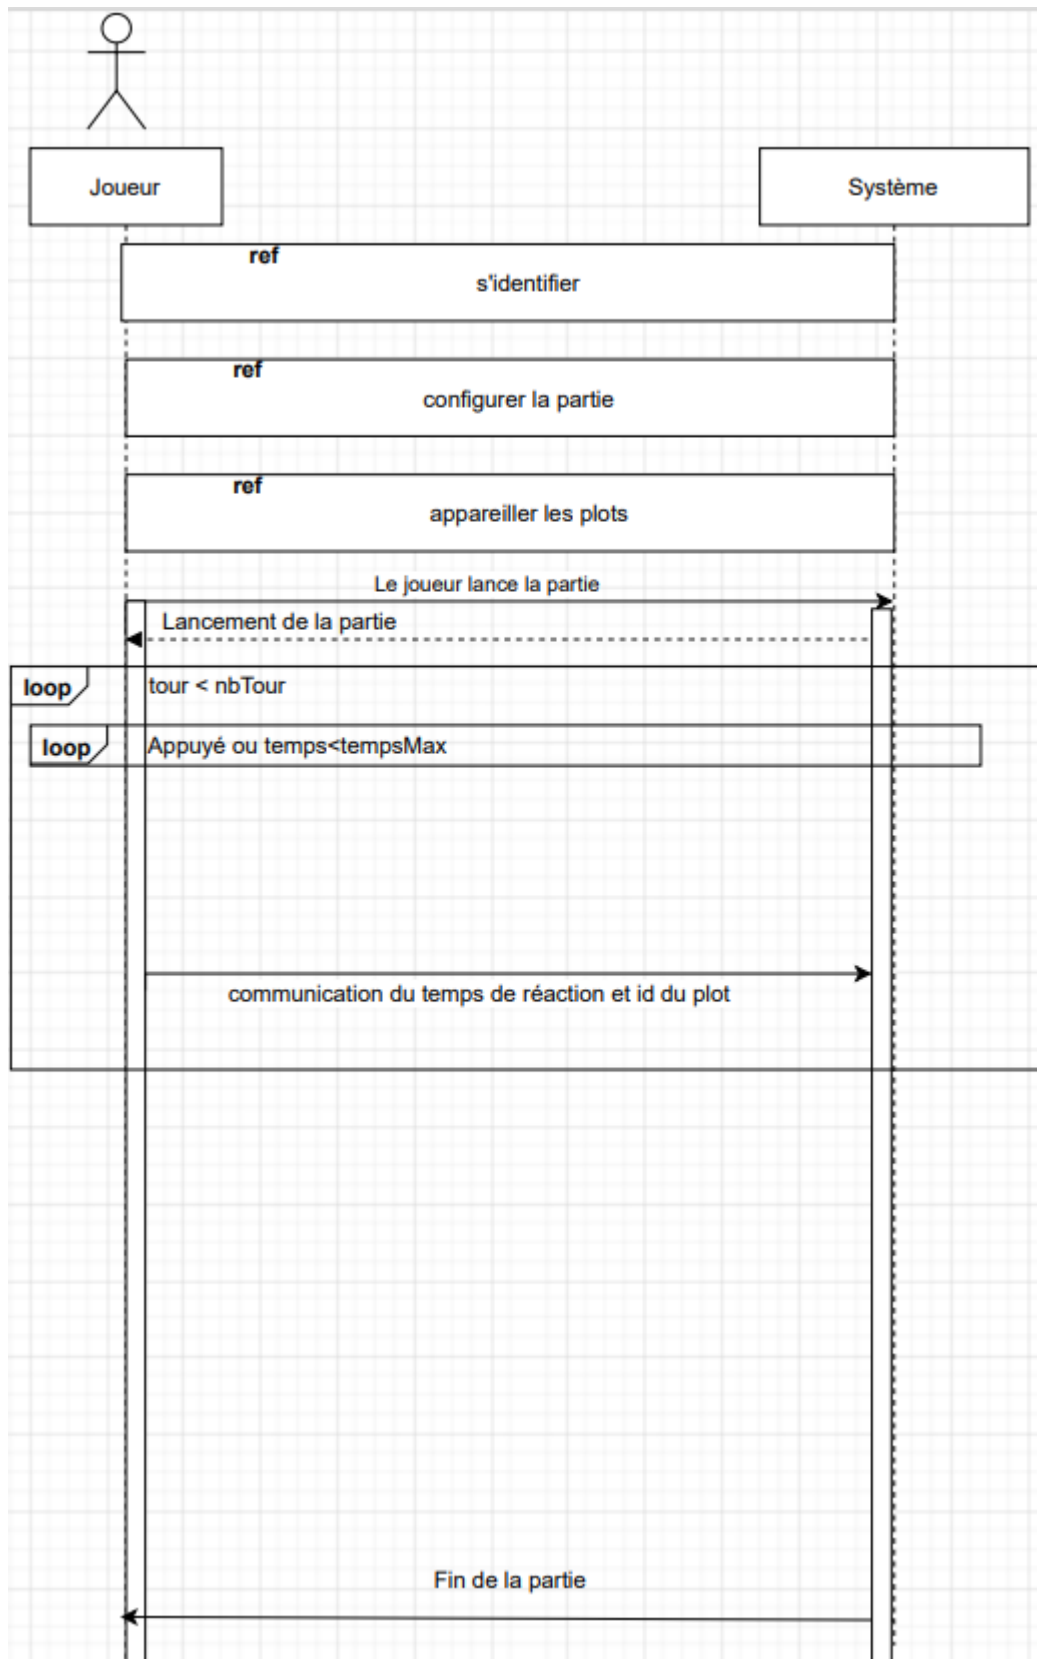 Joueur
Système
ref
s'identifier
ref
configurer la partie
ref
appareiller les plots
Le joueur lance la partie
Lancement de la partie
loop
tour < nbTour
loop
Appuyé ou temps<tempsMax
communication du temps de réaction et id du plot
Fin de la partie